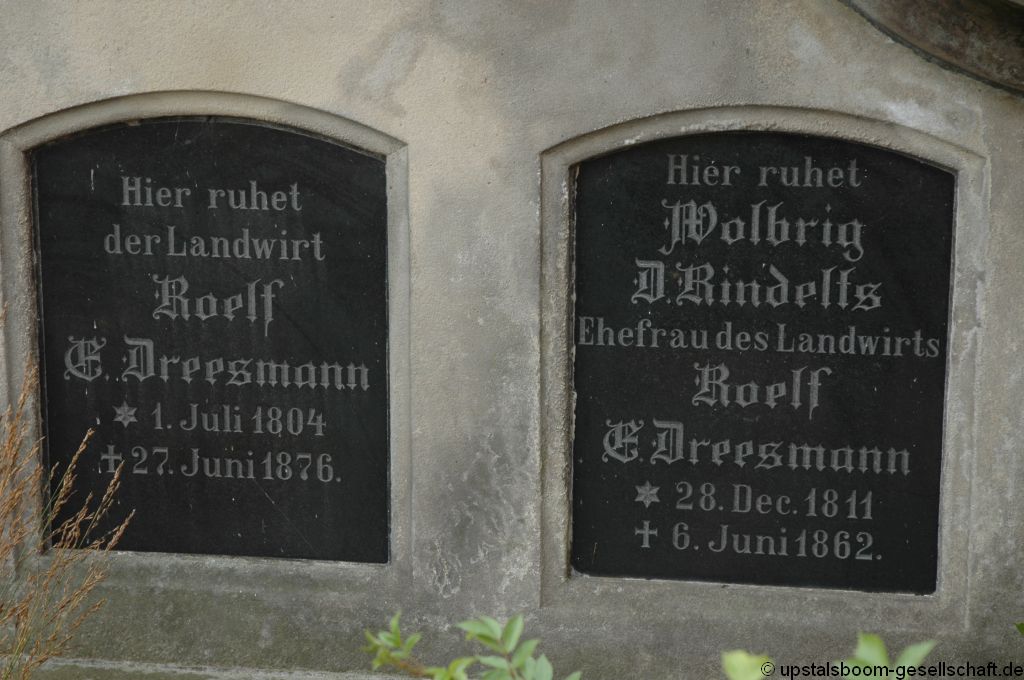 Hier ruhet
der Landwirt
Roelf
E. Dreesmann
* 1. Juli 1804
† 27. Juni 1876.
Hier ruhet
Wolbrig
D. Rindelts
Ehefrau des Landwirts
Roelf
E. Dreesmann
* 28. Dec. 1811
† 6. Juni 1862.
© upstalsboom-gesellschaft.de